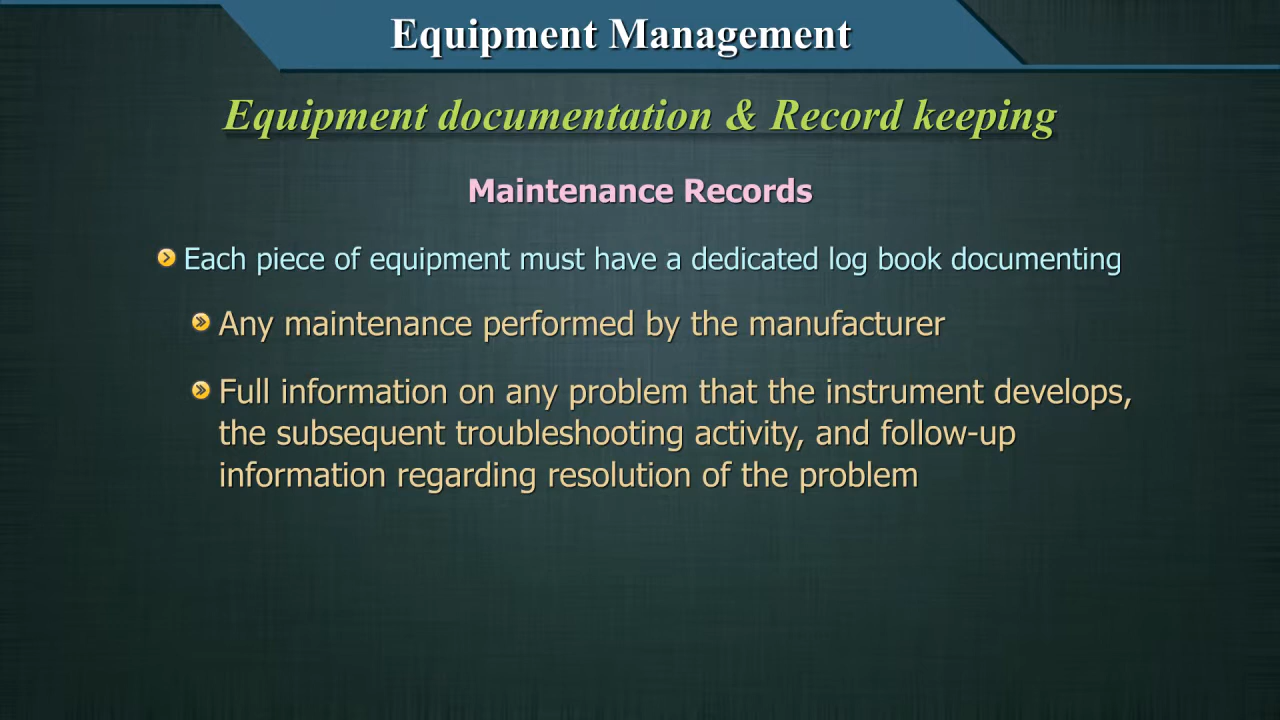 Equipment Management
Equipment documentation & Record keeping
Maintenance Records
Each piece of equipment must have a dedicated log book documenting
Any maintenance performed by the manufacturer
Full information on any problem that the instrument develops,
the subsequent troubleshooting activity, and follow-up
information regarding resolution of the problem